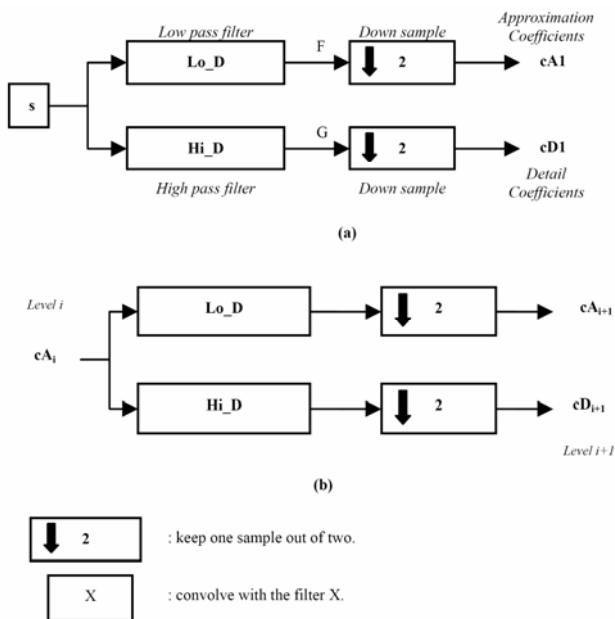 Approximation
Coefficients
Low pass filter F Down sample
Lo_D 2 cA1
s
G
Hi_D 2 cD1
High pass filter Down sample Detail
Coefficients
(a)
Level i
Lo_D 2 cAi+1
cAi
Hi_D 2 cDi+1
Level i+1
(b)
2 : keep one sample out of two.
X : convolve with the filter X.